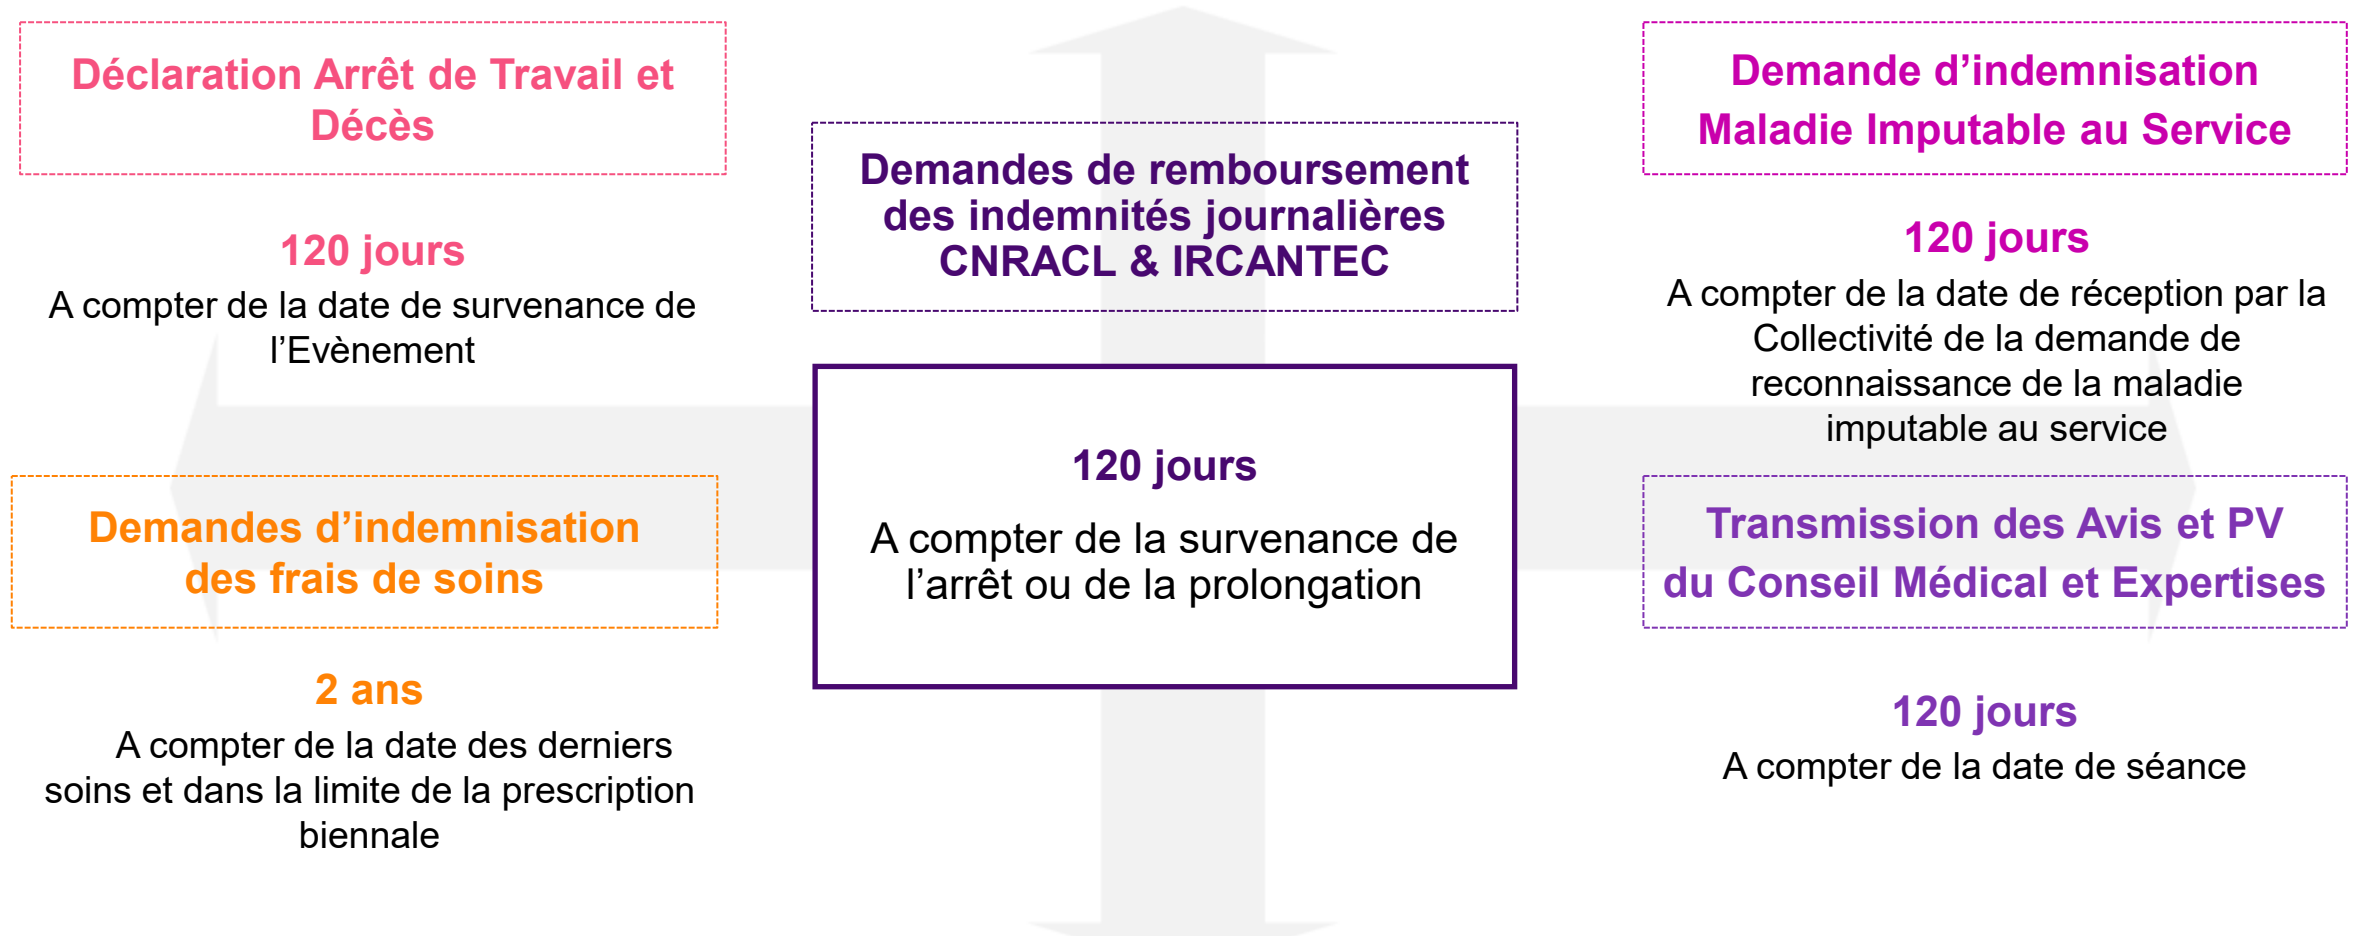 Déclaration Arrêt de Travail et
Décès
120 jours
A compter de la date de survenance de
l’Evènement
Demandes d’indemnisation
des frais de soins
2 ans
A compter de la date des derniers
soins et dans la limite de la prescription
biennale
Demandes de remboursement
des indemnités journalières
CNRACL & IRCANTEC
120 jours
A compter de la survenance de
l’arrêt ou de la prolongation
Demande d’indemnisation
Maladie Imputable au Service
120 jours
A compter de la date de réception par la
Collectivité de la demande de
reconnaissance de la maladie
imputable au service
Transmission des Avis et PV
du Conseil Médical et Expertises
120 jours
A compter de la date de séance